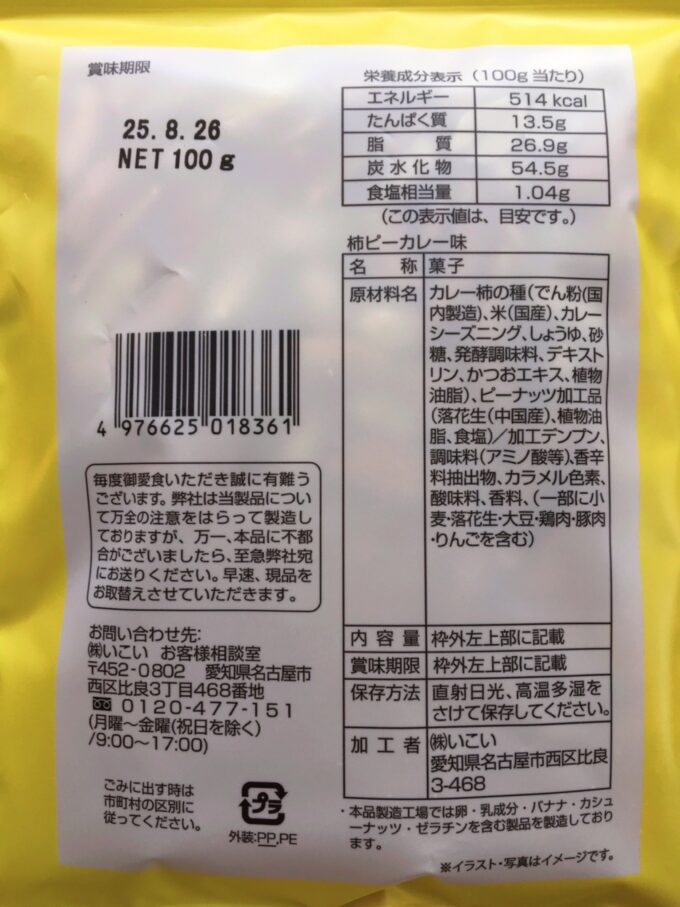 賞味期限
25.8.26
NET 100g
栄養成分表示(100g当たり)
エネルギー 514kcal
たんぱく質 13.5g
脂質 26.9g
炭水化物 54.5g
食塩相当量 1.04g
(この表示値は、目安です。)
柿ピーカレー味
名称 菓子
原材料名 カレー柿の種(でん粉(国
内製造)、米(国産)、カレー
シーズニング、しょうゆ、砂
糖、発酵調味料、デキスト
リン、かつおエキス、植物
油脂)、ピーナッツ加工品
(落花生(中国産)、植物油
脂、食塩)/加工デンプン、
調味料(アミノ酸等)、香辛
料抽出物、カラメル色素、
酸味料、香料、(一部に小
麦・落花生・大豆・鶏肉・豚肉
・りんごを含む)
内容量 枠外左上部に記載
賞味期限 枠外左上部に記載
保存方法 直射日光、高温多湿を
さけて保存してください。
加工者 ㈱いこい
愛知県名古屋市西区比良
3-468
・本品製造工場では卵・乳成分・バナナ・カシュ
ーナッツ・ゼラチンを含む製品を製造しており
ます。
※イラスト・写真はイメージです。
4 976625 018361
毎度御愛食いただき誠に有難う
ございます。弊社は当製品につい
て万全の注意をはらって製造し
ておりますが、万一、本品に不都
合がございましたら、至急弊社宛
にお送りください。早速、現品を
お取替えさせていただきます。
お問い合わせ先:
㈱いこい お客様相談室
〒452-0802 愛知県名古屋市
西区比良3丁目468番地
0120-477-151
(月曜〜金曜(祝日を除く)
/9:00〜17:00)
ごみに出す時は
市町村の区別に
従ってください。
プラ
外装:PP,PE